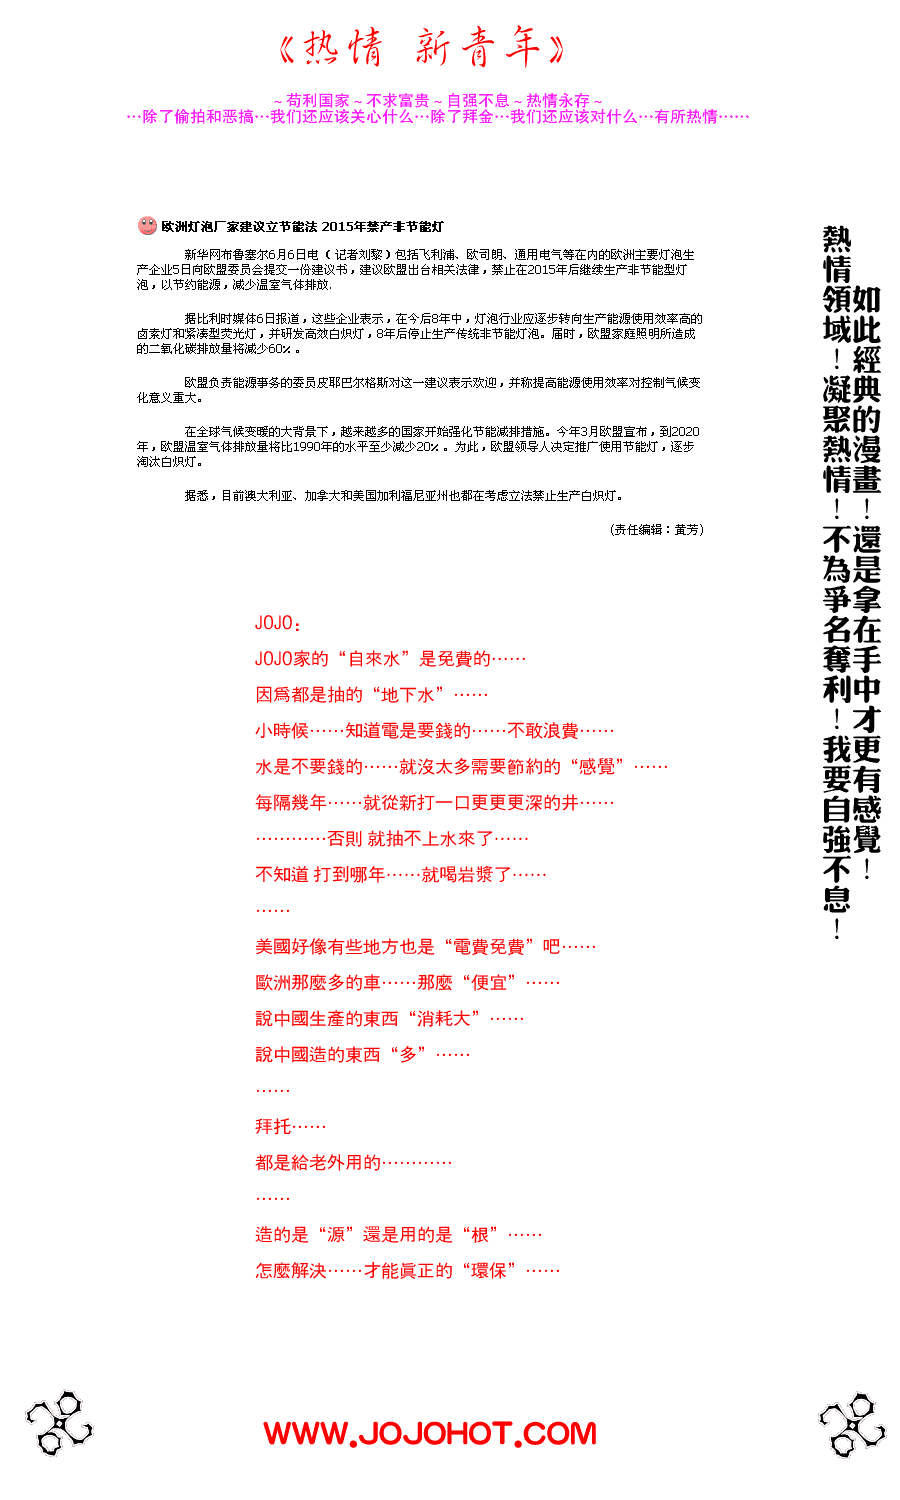 《热情 新青年》
~苟利国家~不求富贵~自强不息~热情永存~
…除了偷拍和恶搞…我们还应该关心什么…除了拜金…我们还应该对什么…有所热情……
欧洲灯泡厂家建议立节能法 2015年禁产非节能灯
新华网布鲁塞尔6月6日电（记者刘黎）包括飞利浦、欧司朗、通用电气等在内的欧洲主要灯泡生
产企业5日向欧盟委员会提交一份建议书，建议欧盟出台相关法律，禁止在2015年后继续生产非节能型灯
泡，以节约能源，减少温室气体排放.
据比利时媒体6日报道，这些企业表示，在今后8年中，灯泡行业应逐步转向生产能源使用效率高的
卤素灯和紧凑型荧光灯，并研发高效白炽灯，8年后停止生产传统非节能灯泡。届时，欧盟家庭照明所造成
的二氧化碳排放量将减少60％。
欧盟负责能源事务的委员皮耶巴尔格斯对这一建议表示欢迎，并称提高能源使用效率对控制气候变
化意义重大。
在全球气候变暖的大背景下，越来越多的国家开始强化节能减排措施。今年3月欧盟宣布，到2020
年，欧盟温室气体排放量将比1990年的水平至少减少20％。为此，欧盟领导人决定推广使用节能灯，逐步
淘汰白炽灯。
据悉，目前澳大利亚、加拿大和美国加利福尼亚州也都在考虑立法禁止生产白炽灯。
(责任编辑：黄芳)
如此經典的漫畫！還是拿在手中才更有感覺！
熱情領域！凝聚熱情！不為爭名奪利！我要自強不息！
JOJO：
JOJO家的“自來水”是免費的……
因爲都是抽的“地下水”……
小時候……知道電是要錢的……不敢浪費……
水是不要錢的……就沒太多需要節約的“感覺”……
每隔幾年……就從新打一口更更更深的井……
…………否則 就抽不上水來了……
不知道 打到哪年……就喝岩漿了……
……
美國好像有些地方也是“電費免費”吧……
歐洲那麼多的車……那麼“便宜”……
說中國生產的東西“消耗大”……
說中國造的東西“多”……
……
拜托……
都是給老外用的…………
……
造的是“源”還是用的是“根”……
怎麼解決……才能眞正的“環保”……
WWW.JOJOHOT.COM